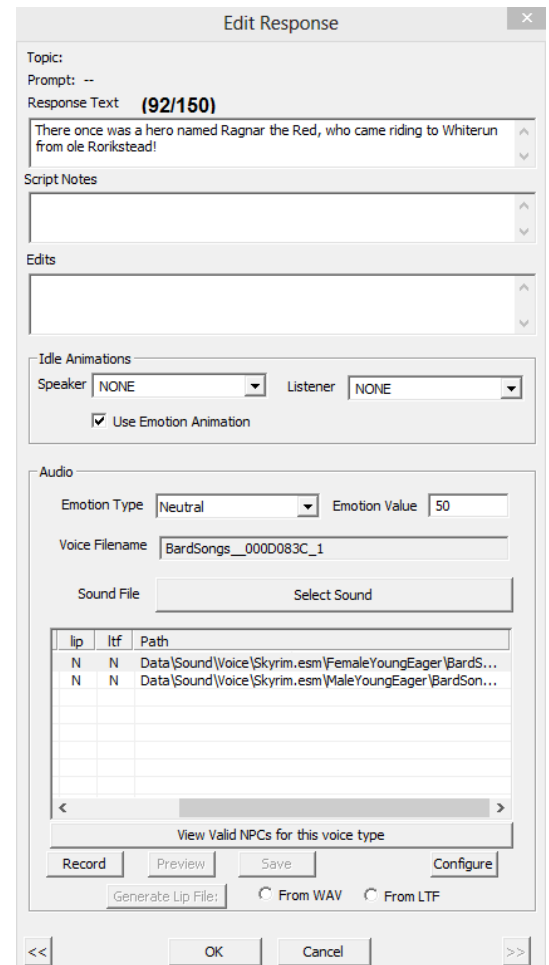 Edit Response
Topic:
Prompt: --
Response Text (92/150)
There once was a hero named Ragnar the Red, who came riding to Whiterun
from ole Rorikstead!
Script Notes
Edits
Idle Animations
Speaker NONE Listener NONE
Use Emotion Animation
Audio
Emotion Type Neutral Emotion Value 50
Voice Filename BardSongs__000D083C_1
Sound File Select Sound
lip ltf Path
N N Data\Sound\Voice\Skyrim.esm\FemaleYoungEager\BardS...
N N Data\Sound\Voice\Skyrim.esm\MaleYoungEager\BardSon...
View Valid NPCs for this voice type
Record Preview Save Configure
Generate Lip File: From WAV From LTF
<< OK Cancel >>